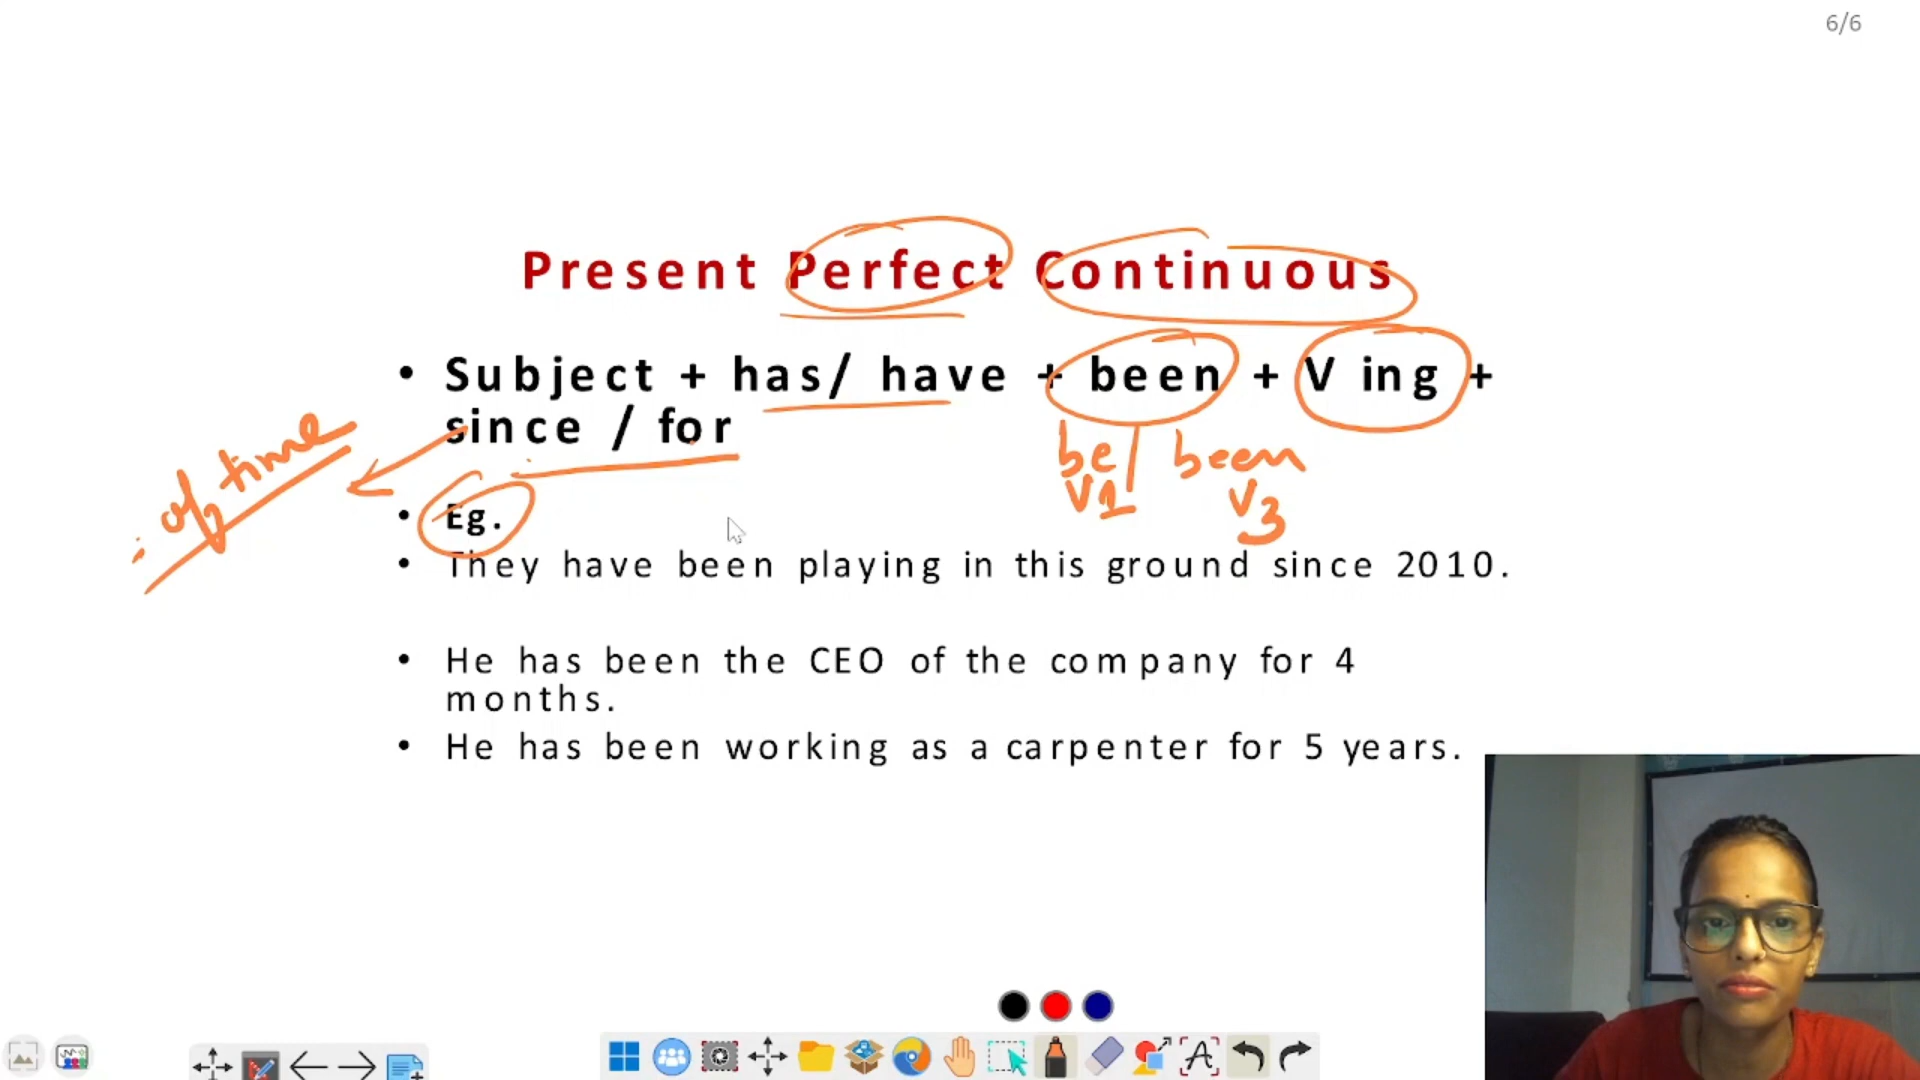 6/6
Present Perfect Continuous
• Subject + has/ have + been + V ing +
since / for
be / been
V1 V3
: of time
• Eg.
• They have been playing in this ground since 2010.
• He has been the CEO of the company for 4
months.
• He has been working as a carpenter for 5 years.
A